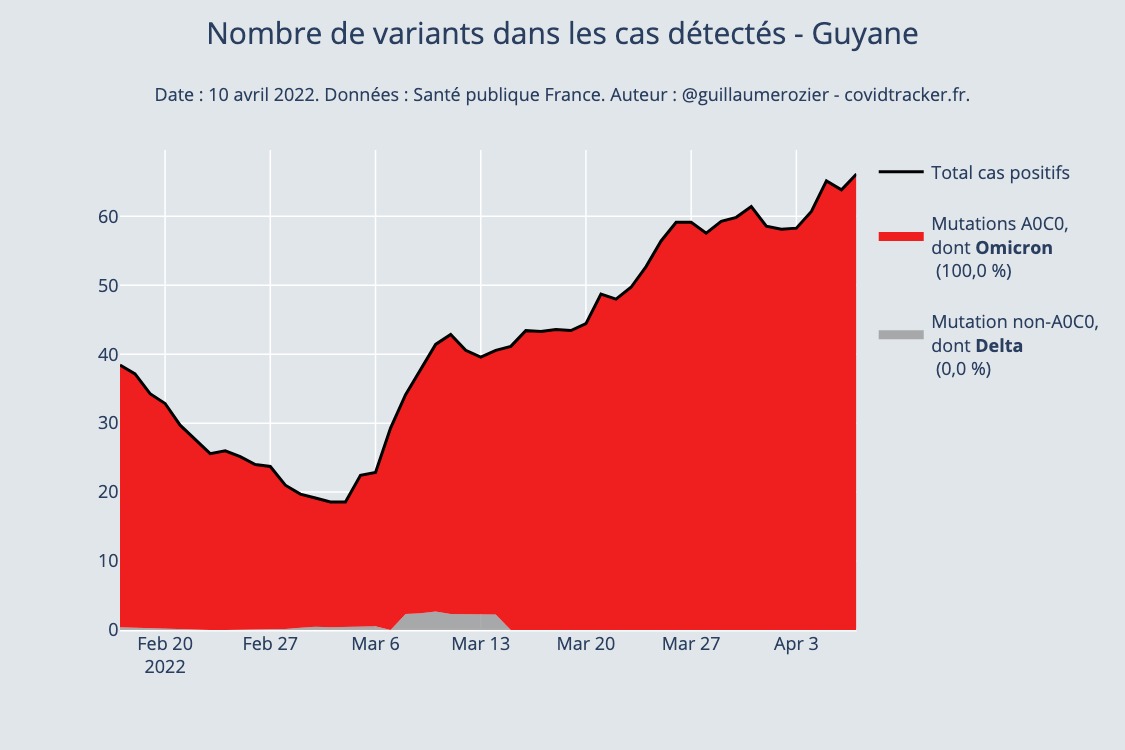 Nombre de variants dans les cas détectés - Guyane
Date : 10 avril 2022. Données : Santé publique France. Auteur : @guillaumerozier - covidtracker.fr.
Total cas positifs
Mutations A0C0,
dont Omicron
(100,0 %)
Mutation non-A0C0,
dont Delta
(0,0 %)
60
50
40
30
20
10
0
Feb 20 Feb 27 Mar 6 Mar 13 Mar 20 Mar 27 Apr 3
2022